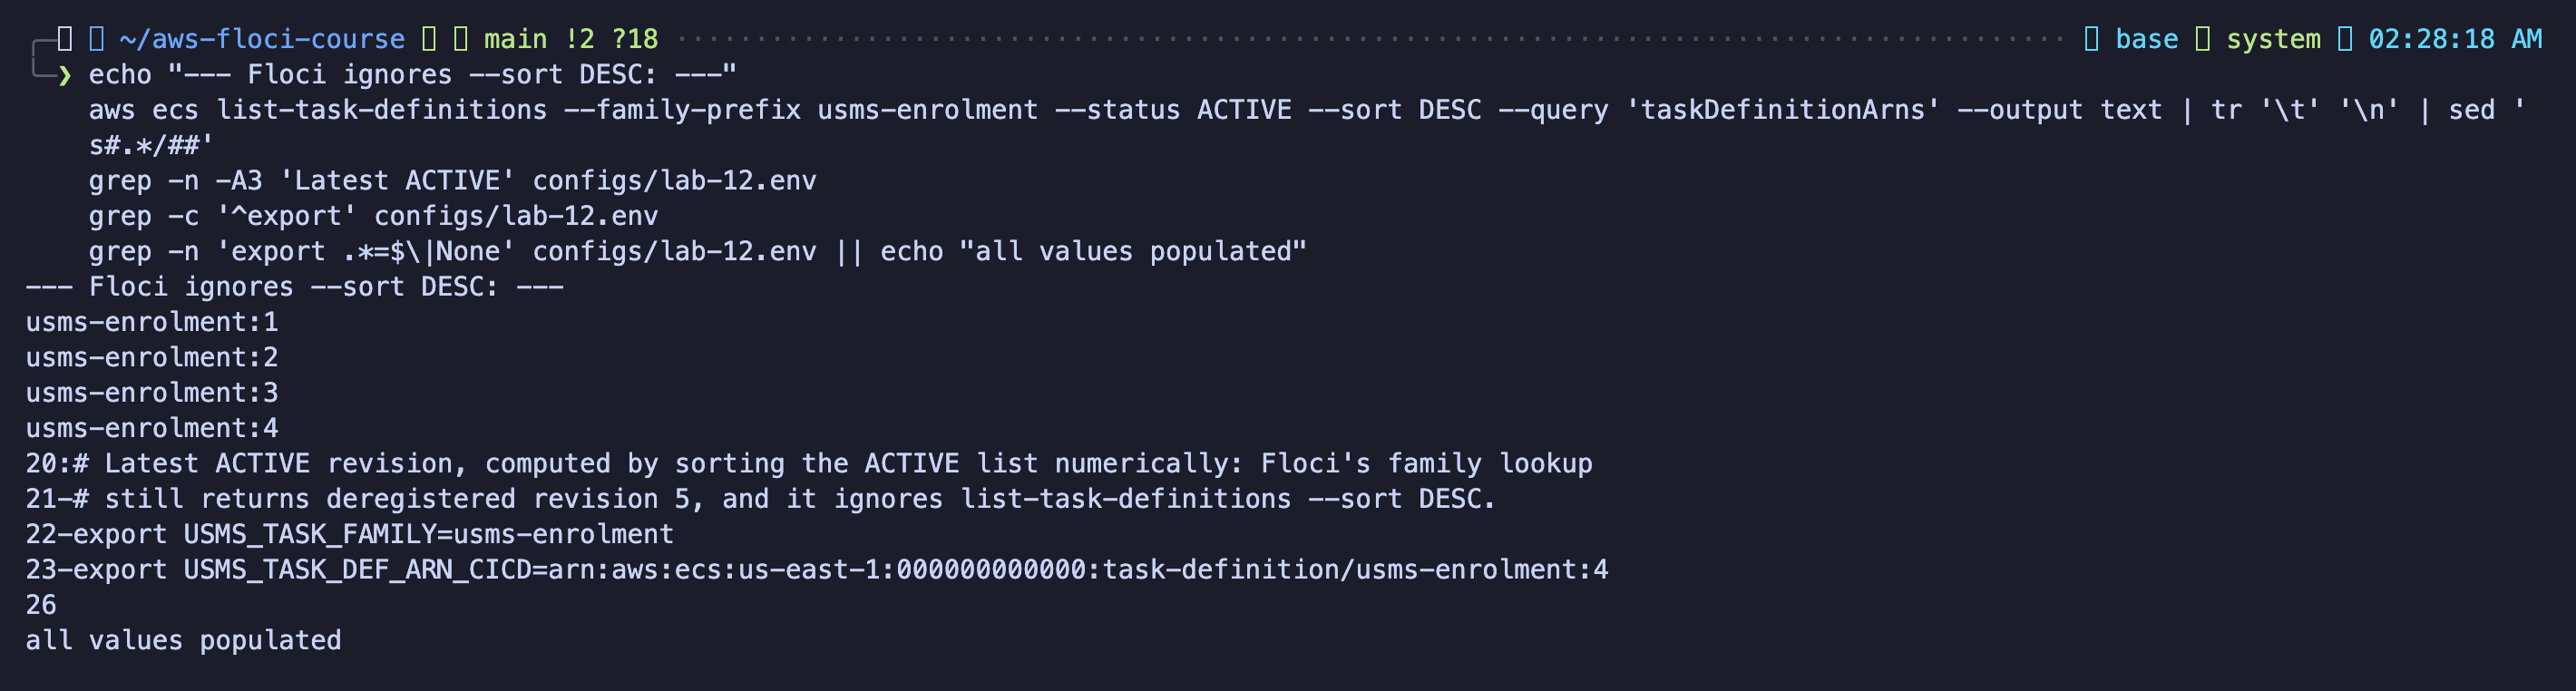 ~/aws-floci-course main !2 ?18 base system 02:28:18 AM
❯ echo "--- Floci ignores --sort DESC: ---"
aws ecs list-task-definitions --family-prefix usms-enrolment --status ACTIVE --sort DESC --query 'taskDefinitionArns' --output text | tr '\t' '\n' | sed '
s#.*/##'
grep -n -A3 'Latest ACTIVE' configs/lab-12.env
grep -c '^export' configs/lab-12.env
grep -n 'export .*=$\|None' configs/lab-12.env || echo "all values populated"
--- Floci ignores --sort DESC: ---
usms-enrolment:1
usms-enrolment:2
usms-enrolment:3
usms-enrolment:4
20:# Latest ACTIVE revision, computed by sorting the ACTIVE list numerically: Floci's family lookup
21-# still returns deregistered revision 5, and it ignores list-task-definitions --sort DESC.
22-export USMS_TASK_FAMILY=usms-enrolment
23-export USMS_TASK_DEF_ARN_CICD=arn:aws:ecs:us-east-1:000000000000:task-definition/usms-enrolment:4
26
all values populated